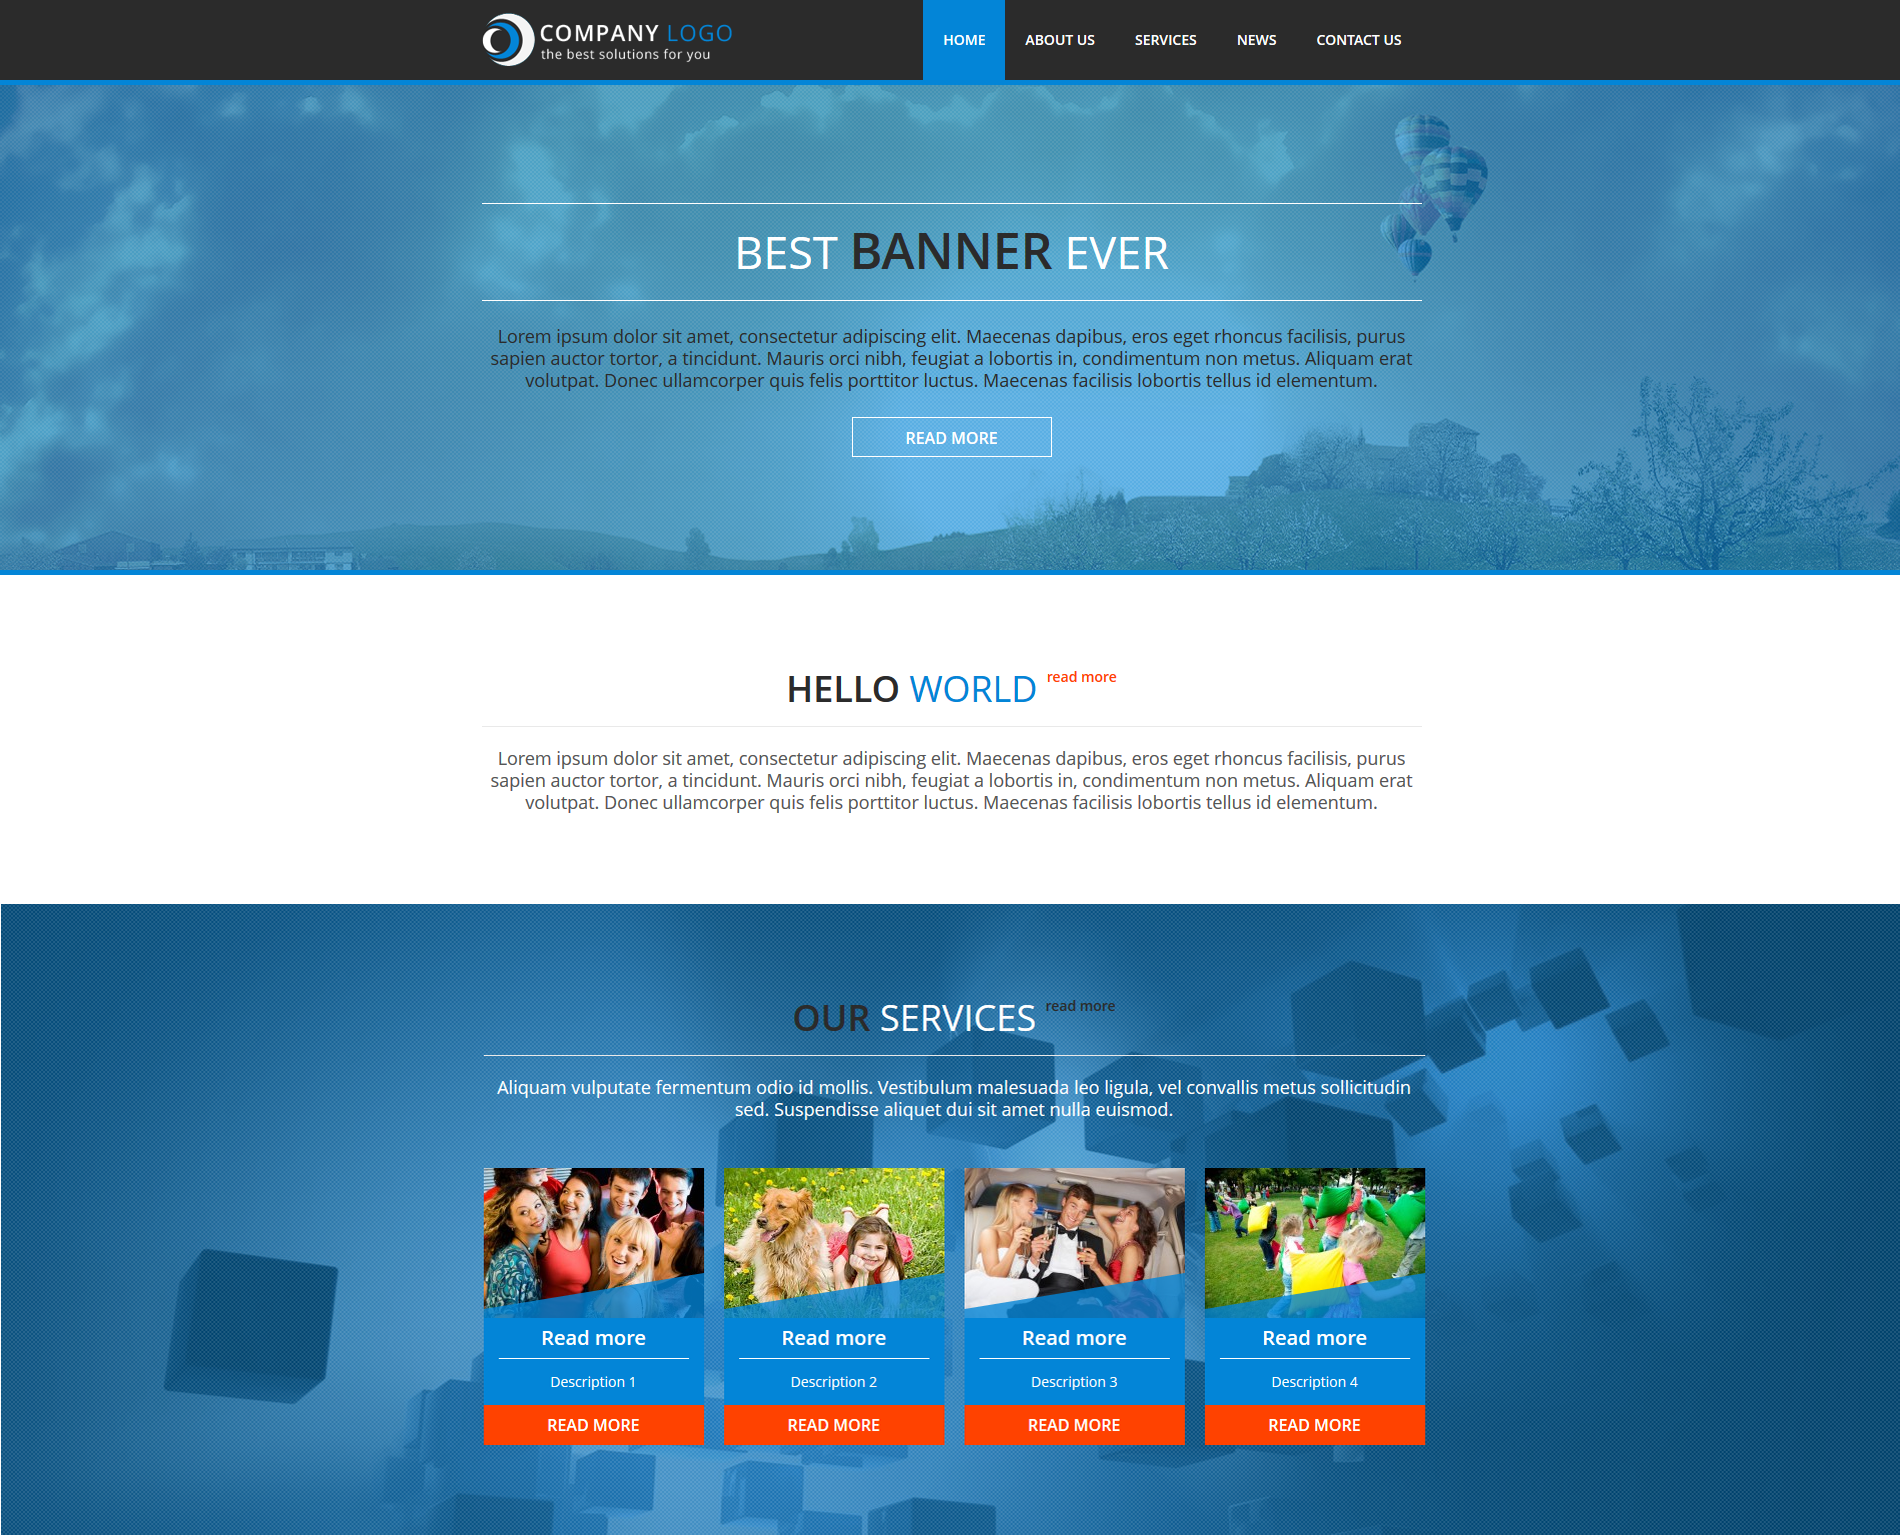 COMPANY LOGO
the best solutions for you
HOME ABOUT US SERVICES NEWS CONTACT US
BEST BANNER EVER
Lorem ipsum dolor sit amet, consectetur adipiscing elit. Maecenas dapibus, eros eget rhoncus facilisis, purus
sapien auctor tortor, a tincidunt. Mauris orci nibh, feugiat a lobortis in, condimentum non metus. Aliquam erat
volutpat. Donec ullamcorper quis felis porttitor luctus. Maecenas facilisis lobortis tellus id elementum.
READ MORE
HELLO WORLD read more
Lorem ipsum dolor sit amet, consectetur adipiscing elit. Maecenas dapibus, eros eget rhoncus facilisis, purus
sapien auctor tortor, a tincidunt. Mauris orci nibh, feugiat a lobortis in, condimentum non metus. Aliquam erat
volutpat. Donec ullamcorper quis felis porttitor luctus. Maecenas facilisis lobortis tellus id elementum.
OUR SERVICES read more
Aliquam vulputate fermentum odio id mollis. Vestibulum malesuada leo ligula, vel convallis metus sollicitudin
sed. Suspendisse aliquet dui sit amet nulla euismod.
Read more
Description 1
READ MORE
Read more
Description 2
READ MORE
Read more
Description 3
READ MORE
Read more
Description 4
READ MORE